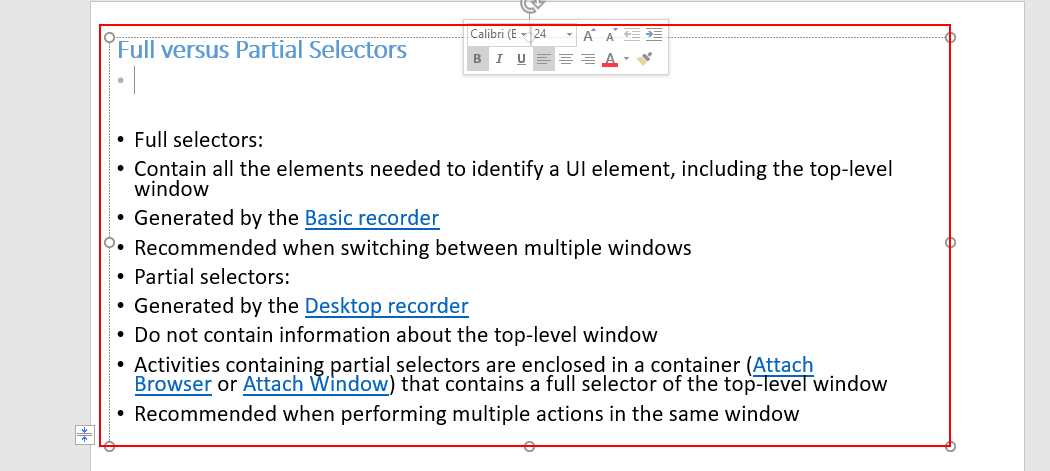 Calibri (E
24
Full versus Partial Selectors
B I U A
• Full selectors:
• Contain all the elements needed to identify a UI element, including the top-level
window
• Generated by the Basic recorder
• Recommended when switching between multiple windows
• Partial selectors:
• Generated by the Desktop recorder
• Do not contain information about the top-level window
• Activities containing partial selectors are enclosed in a container (Attach
Browser or Attach Window) that contains a full selector of the top-level window
• Recommended when performing multiple actions in the same window